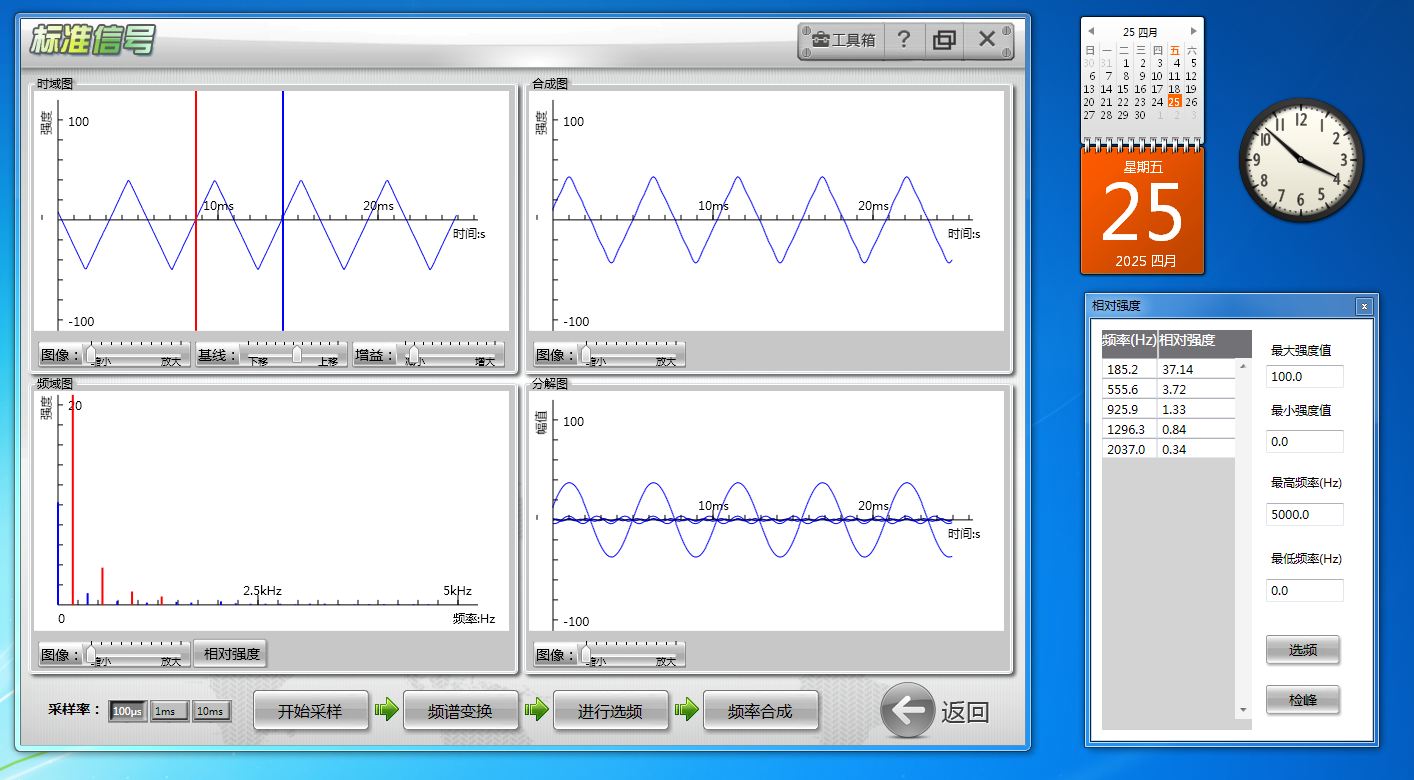 标准信号
工具箱 ?
时域图
强度
100
10ms
20ms
时间:s
-100
图像： 缩小 放大
基线： 下移 上移
增益： 减小 增大
合成图
强度
100
10ms
20ms
时间:s
-100
图像： 缩小 放大
频域图
强度
20
2.5kHz
5kHz
0
频率:Hz
图像： 缩小 放大
相对强度
分解图
幅值
100
10ms
20ms
时间:s
-100
图像： 缩小 放大
采样率： 100μs 1ms 10ms
开始采样
频谱变换
进行选频
频率合成
返回
25 四月
日 一 二 三 四 五 六
30 31 1 2 3 4 5
6 7 8 9 10 11 12
13 14 15 16 17 18 19
20 21 22 23 24 25 26
27 28 29 30 1 2 3
星期五
25
2025 四月
12
1
2
3
4
5
6
7
8
9
10
11
相对强度
x
频率(Hz) 相对强度
185.2 37.14
555.6 3.72
925.9 1.33
1296.3 0.84
2037.0 0.34
最大强度值
100.0
最小强度值
0.0
最高频率(Hz)
5000.0
最低频率(Hz)
0.0
选频
检峰